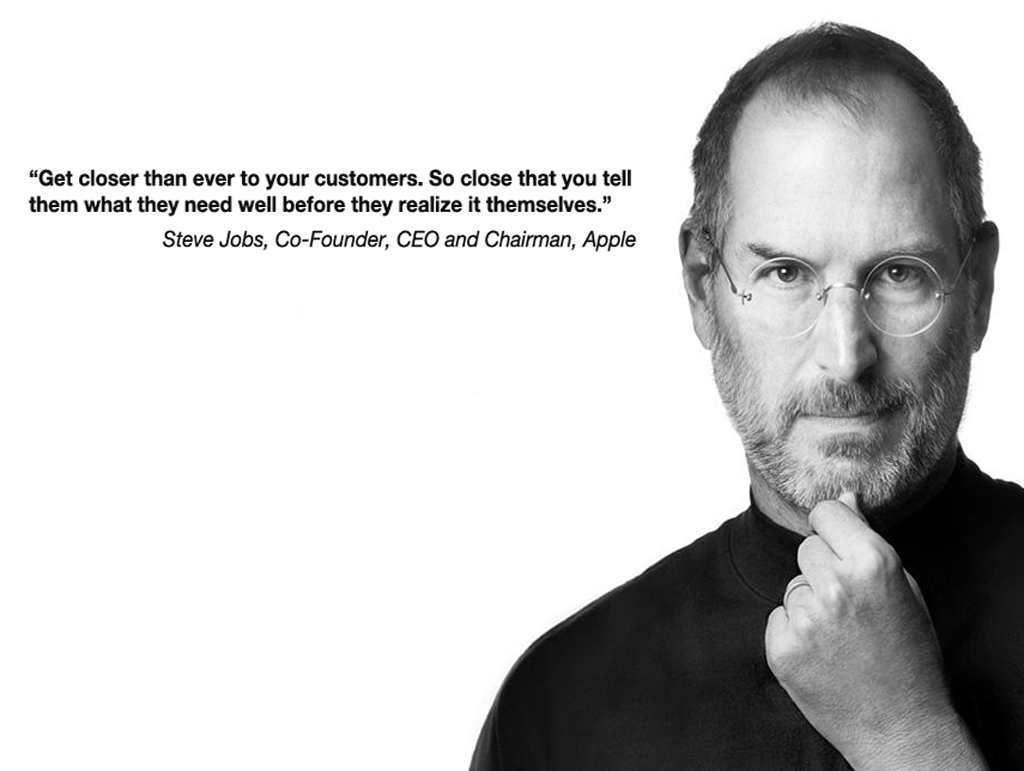 “Get closer than ever to your customers. So close that you tell
them what they need well before they realize it themselves.”
Steve Jobs, Co-Founder, CEO and Chairman, Apple